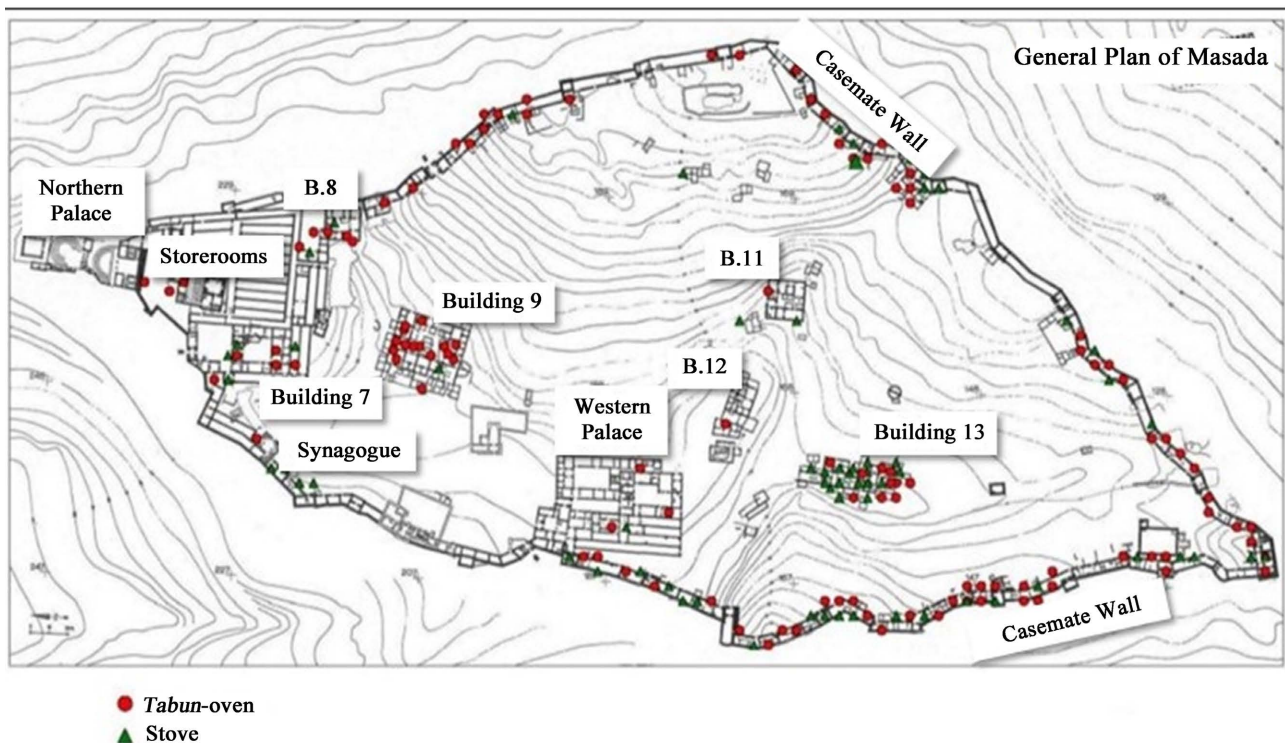 General Plan of Masada
Casemate Wall
Northern
Palace
B.8
Storerooms
B.11
Building 9
B.12
Building 7
Western
Palace
Building 13
Synagogue
Casemate Wall
Tabun-oven
Stove